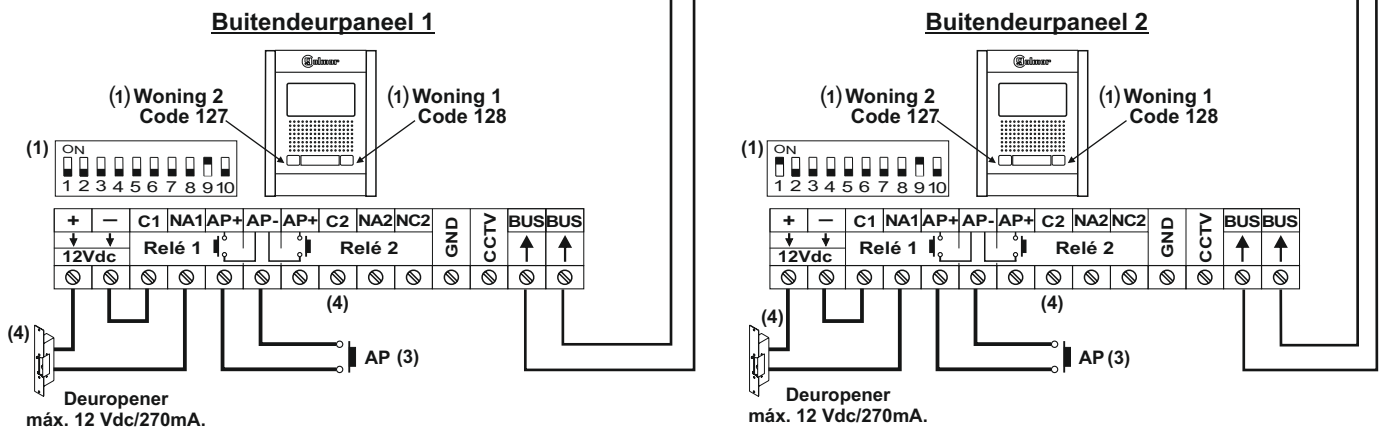 Buitendeurpaneel 1
Golmar
(1) Woning 2
Code 127
(1) Woning 1
Code 128
(1)
ON
1 2 3 4 5 6 7 8 9 10
+ — C1 NA1 AP+ AP- AP+ C2 NA2 NC2 GND CCTV BUS BUS
12Vdc Relé 1 Relé 2
(4)
(4)
AP (3)
Deuropener
máx. 12 Vdc/270mA.
Buitendeurpaneel 2
Golmar
(1) Woning 2
Code 127
(1) Woning 1
Code 128
(1)
ON
1 2 3 4 5 6 7 8 9 10
+ — C1 NA1 AP+ AP- AP+ C2 NA2 NC2 GND CCTV BUS BUS
12Vdc Relé 1 Relé 2
(4)
(4)
AP (3)
Deuropener
máx. 12 Vdc/270mA.